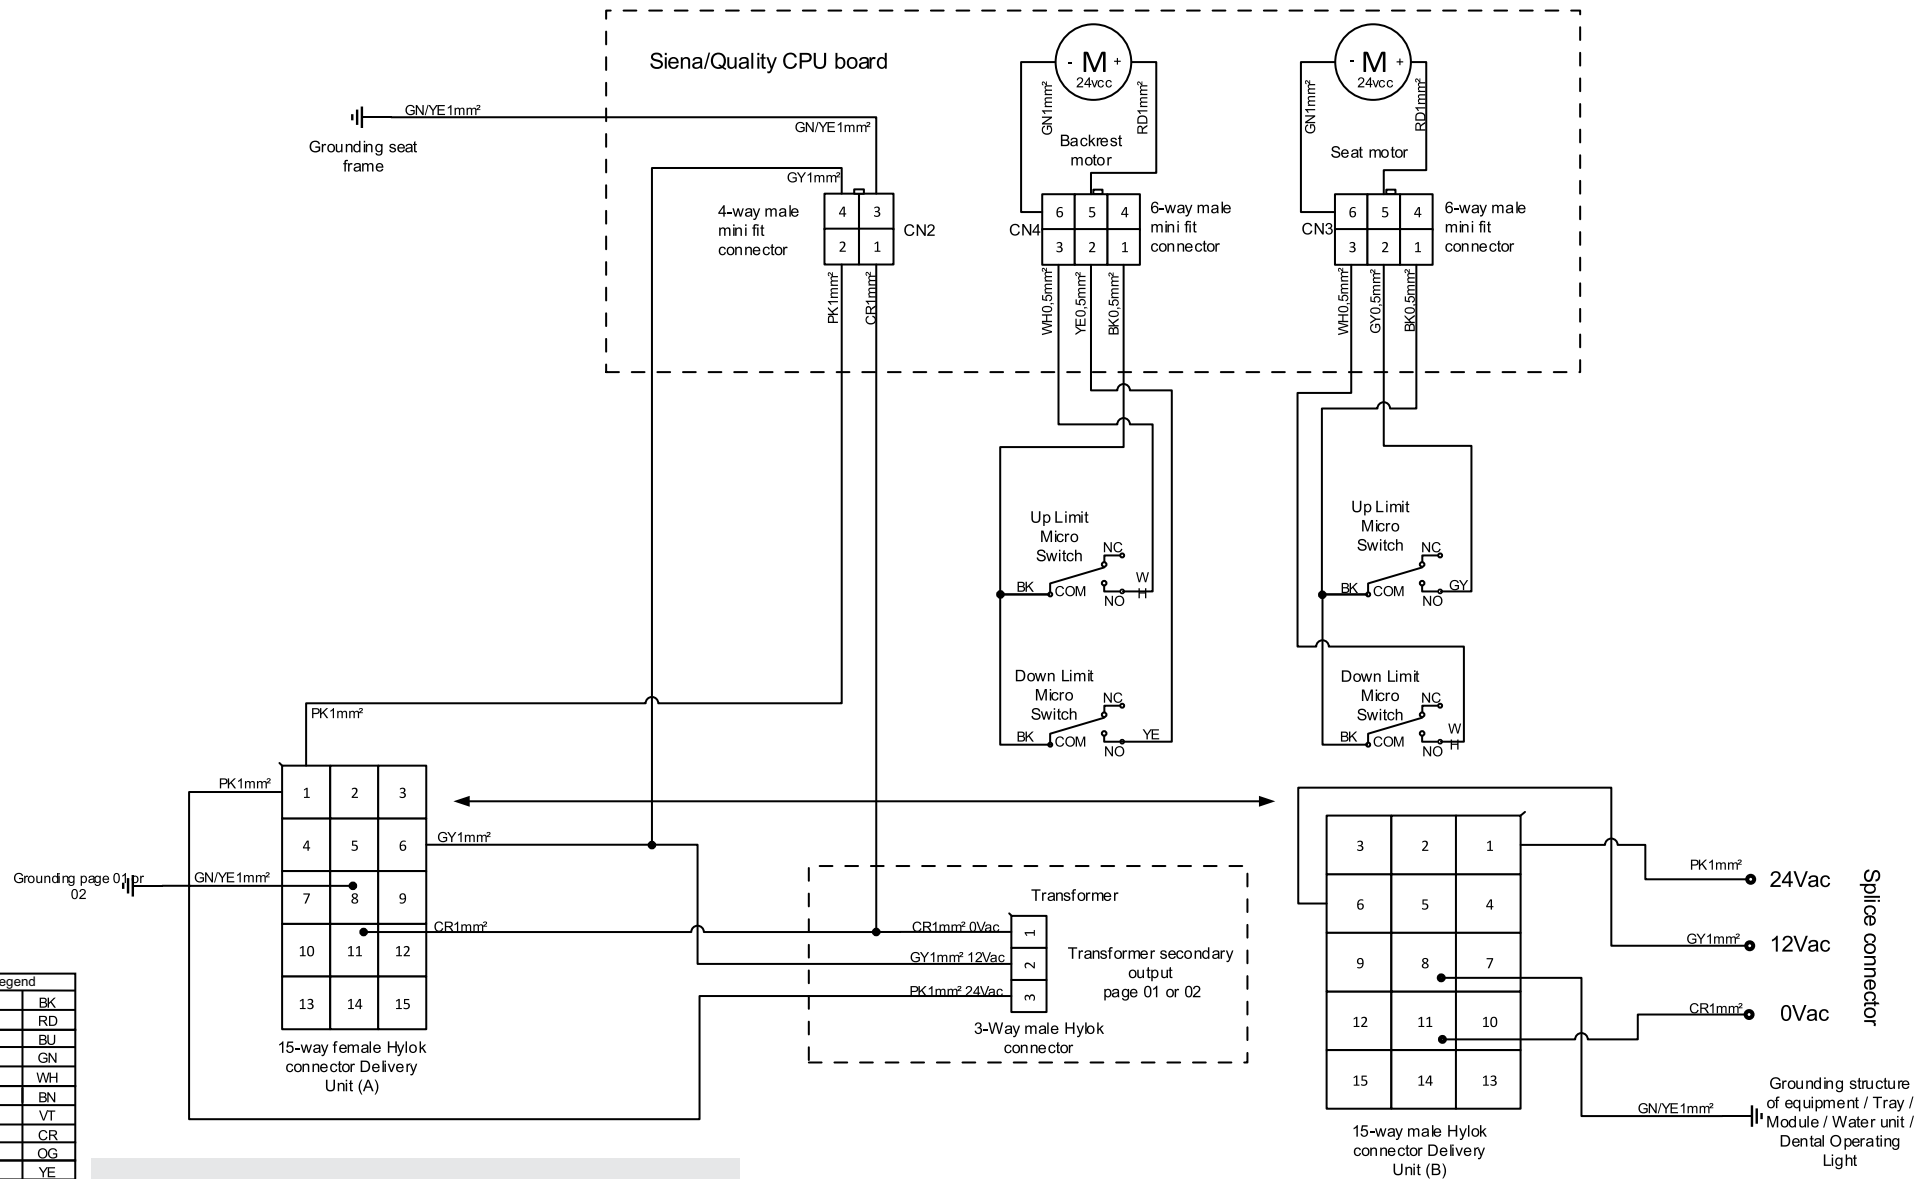 Siena/Quality CPU board
- M +
24vcc
- M +
24vcc
GN1mm²
RD1mm²
Backrest
motor
GN1mm²
RD1mm²
Seat motor
GN/YE1mm²
GN/YE1mm²
Grounding seat
frame
GY1mm²
4-way male
mini fit
connector
4 3
2 1
CN2
CN4
6 5 4
3 2 1
6-way male
mini fit
connector
CN3
6 5 4
3 2 1
6-way male
mini fit
connector
PK1mm²
CR1mm²
WH0,5mm²
YE0,5mm²
BK0,5mm²
WH0,5mm²
GY0,5mm²
BK0,5mm²
Up Limit
Micro
Switch
NC
BK
COM
NO
W
H
Up Limit
Micro
Switch
NC
BK
COM
NO
GY
Down Limit
Micro
Switch
NC
BK
COM
NO
YE
Down Limit
Micro
Switch
NC
BK
COM
NO
W
H
PK1mm²
PK1mm²
1 2 3
4 5 6
7 8 9
10 11 12
13 14 15
GY1mm²
Grounding page 01 or
02
GN/YE1mm²
CR1mm²
15-way female Hylok
connector Delivery
Unit (A)
Transformer
CR1mm² 0Vac
GY1mm² 12Vac
PK1mm² 24Vac
1
2
3
Transformer secondary
output
page 01 or 02
3-Way male Hylok
connector
3 2 1
6 5 4
9 8 7
12 11 10
15 14 13
15-way male Hylok
connector Delivery
Unit (B)
PK1mm²
24Vac
GY1mm²
12Vac
CR1mm²
0Vac
Splice connector
GN/YE1mm²
Grounding structure
of equipment / Tray /
Module / Water unit /
Dental Operating
Light
egend
BK
RD
BU
GN
WH
BN
VT
CR
OG
YE